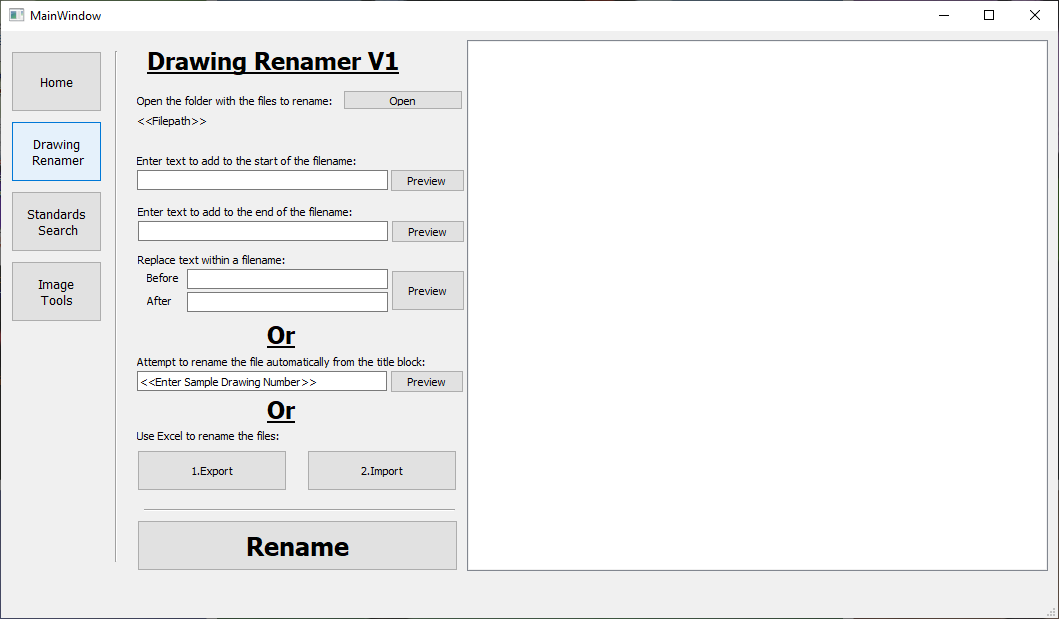 MainWindow
Home
Drawing
Renamer
Standards
Search
Image
Tools
Drawing Renamer V1
Open the folder with the files to rename:
Open
<<Filepath>>
Enter text to add to the start of the filename:
Preview
Enter text to add to the end of the filename:
Preview
Replace text within a filename:
Before
After
Preview
Or
Attempt to rename the file automatically from the title block:
<<Enter Sample Drawing Number>>
Preview
Or
Use Excel to rename the files:
1.Export
2.Import
Rename